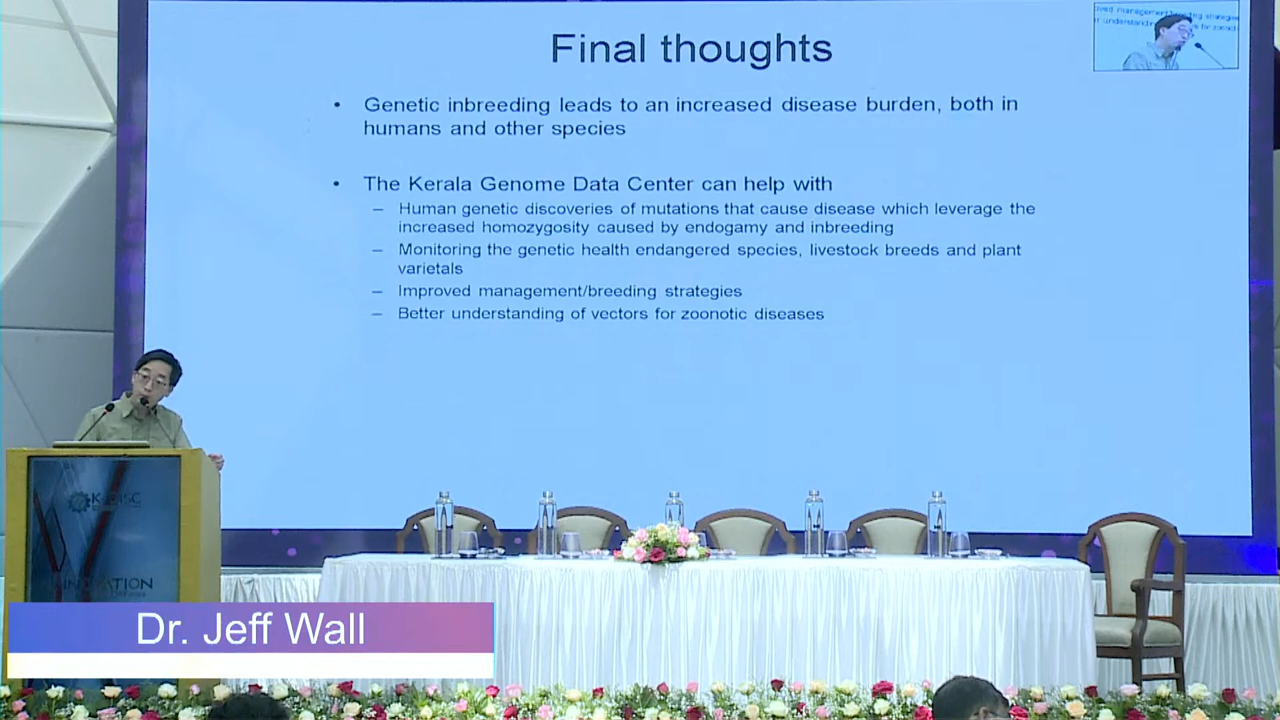 Final thoughts
• Genetic inbreeding leads to an increased disease burden, both in
humans and other species
• The Kerala Genome Data Center can help with
– Human genetic discoveries of mutations that cause disease which leverage the
increased homozygosity caused by endogamy and inbreeding
– Monitoring the genetic health endangered species, livestock breeds and plant
varietals
– Improved management/breeding strategies
– Better understanding of vectors for zoonotic diseases
Dr. Jeff Wall